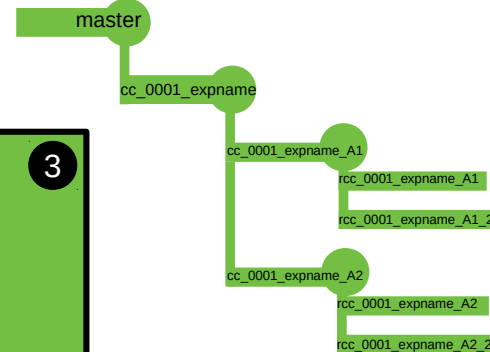 master
cc_0001_expname
cc_0001_expname_A1
3
rcc_0001_expname_A1
rcc_0001_expname_A1_2
cc_0001_expname_A2
rcc_0001_expname_A2
rcc_0001_expname_A2_2